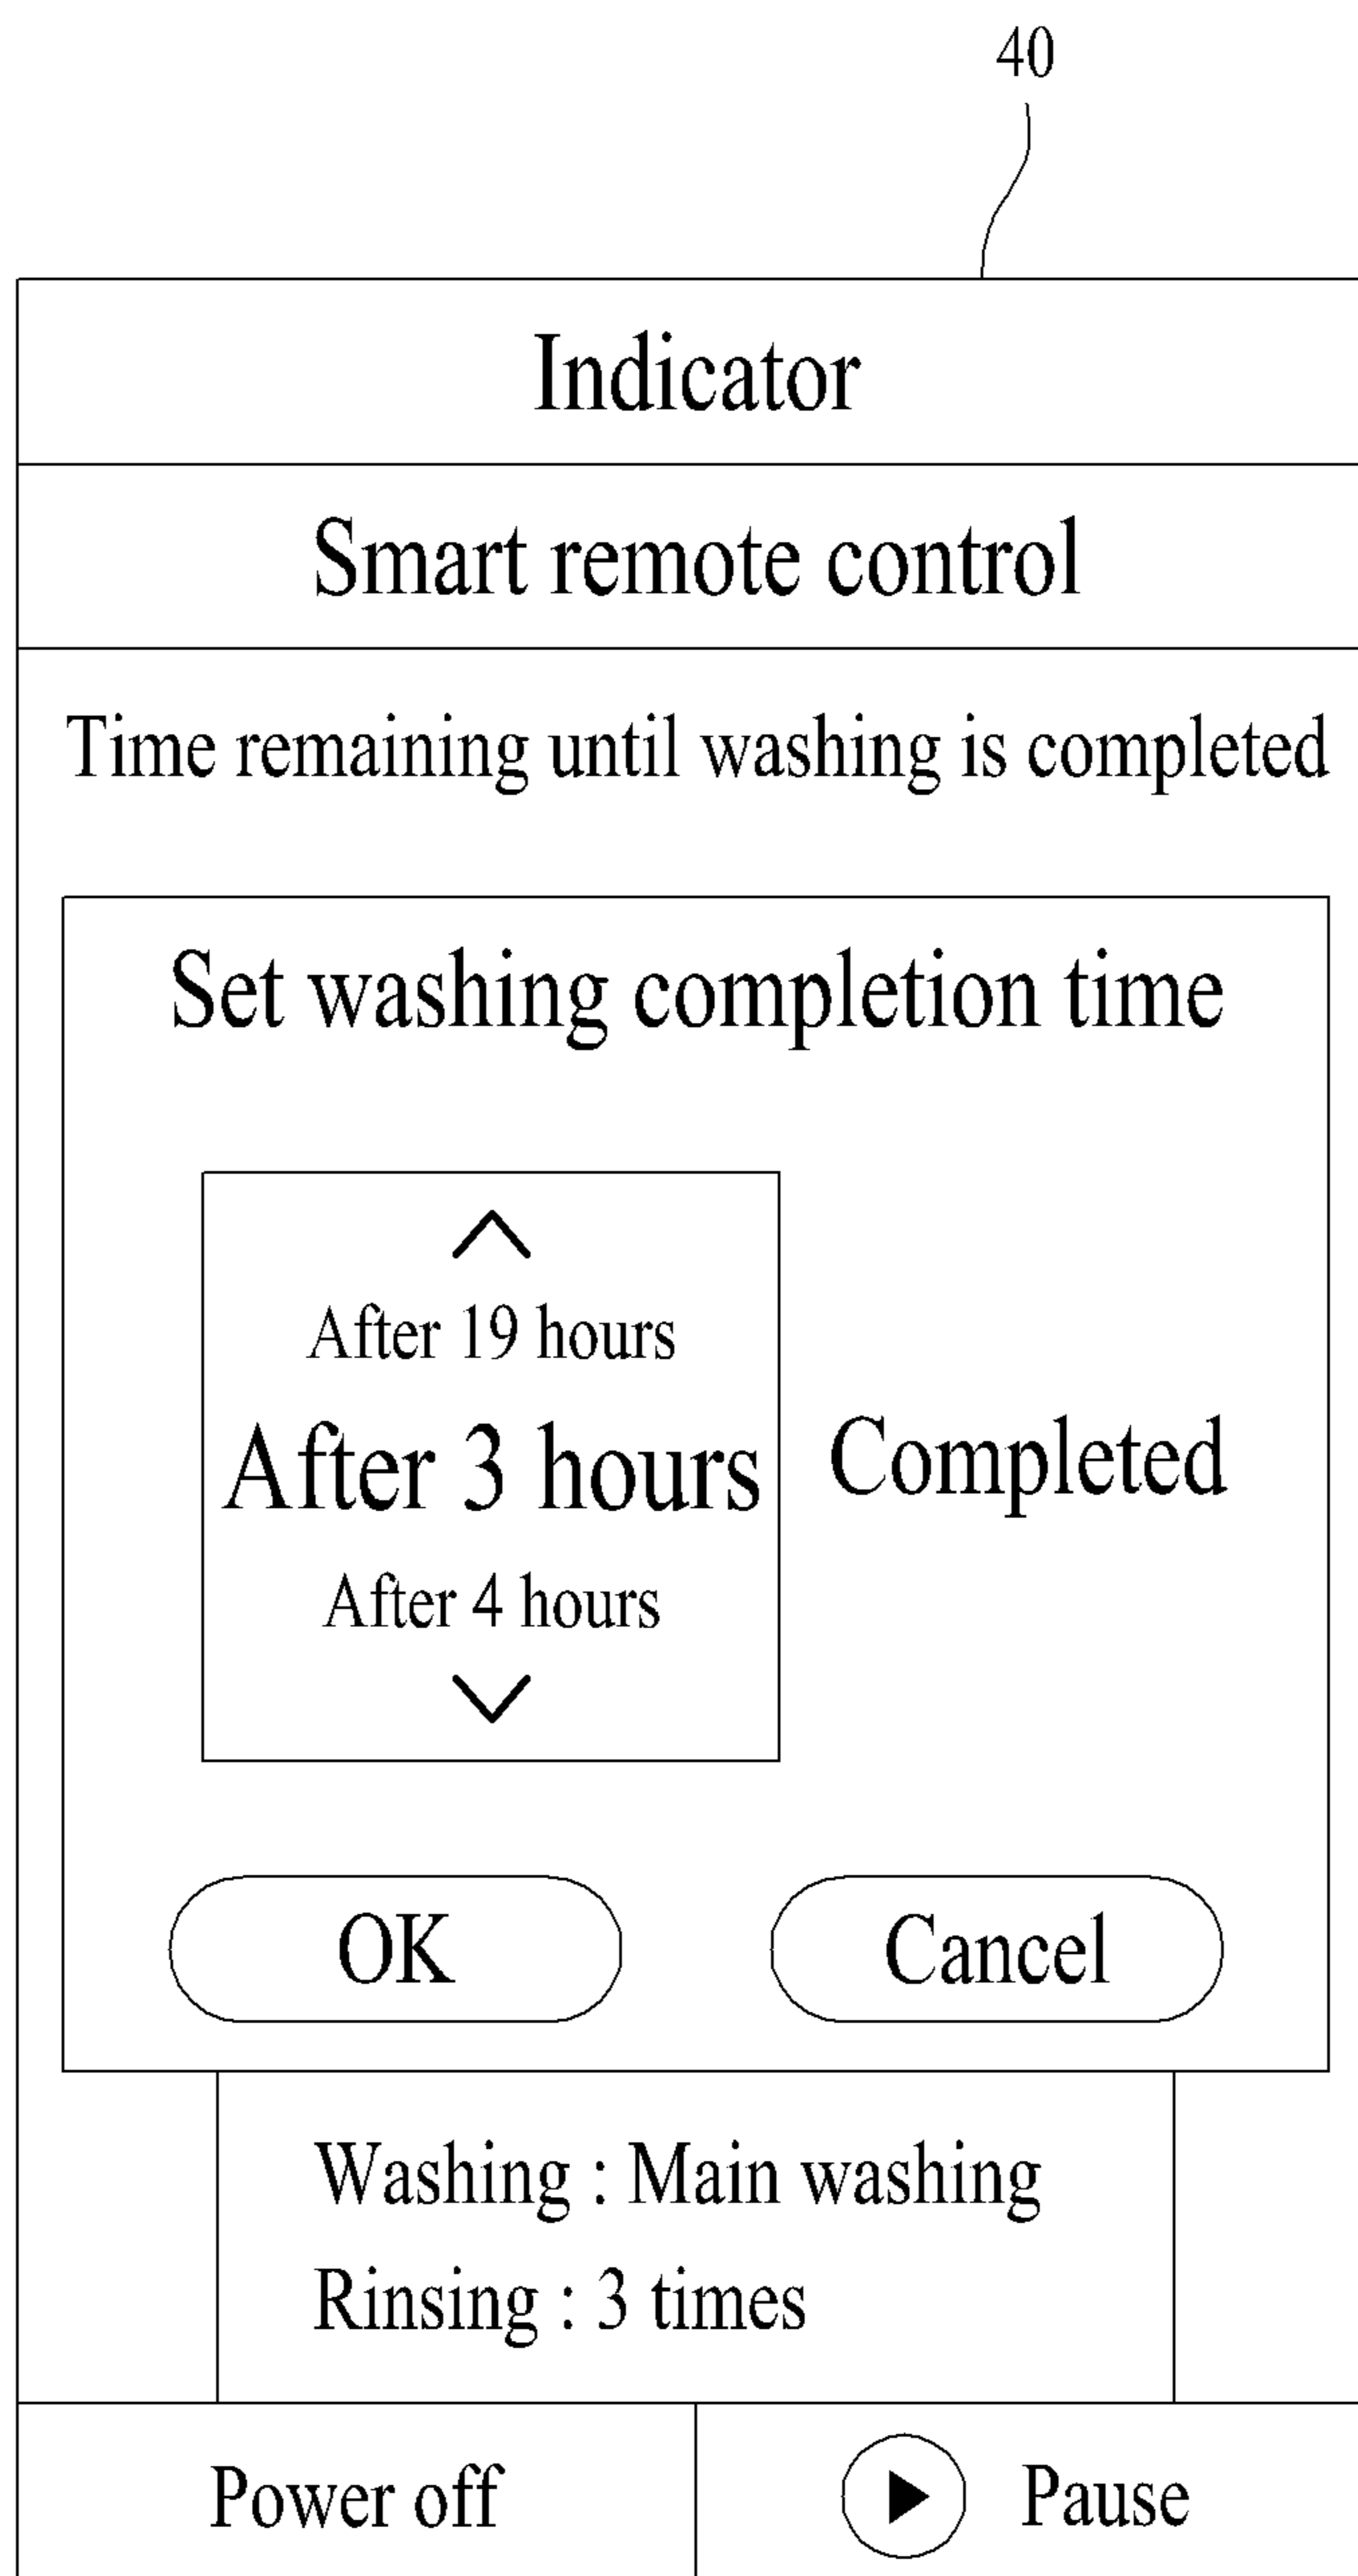 40
Indicator
Smart remote control
Time remaining until washing is completed
Set washing completion time
After 19 hours
After 3 hours Completed
After 4 hours
OK Cancel
Washing : Main washing
Rinsing : 3 times
Power off Pause